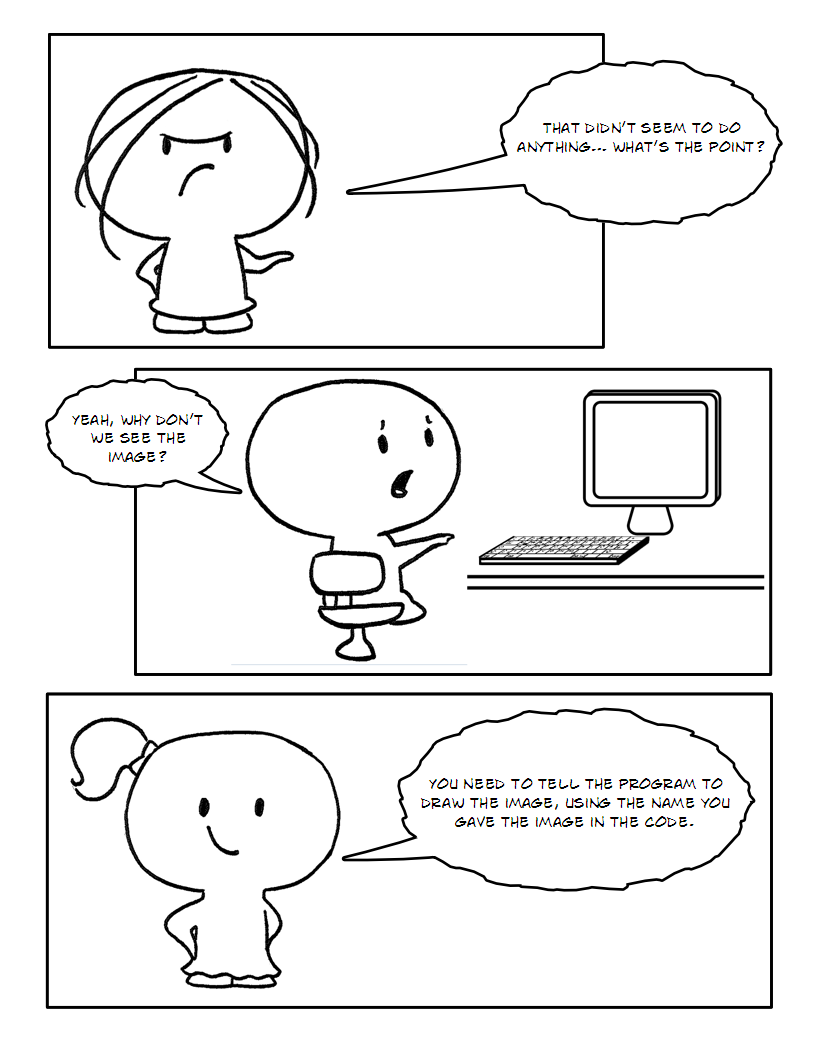 THAT DIDN'T SEEM TO DO
ANYTHING... WHAT'S THE POINT?
YEAH, WHY DON'T
WE SEE THE
IMAGE?
YOU NEED TO TELL THE PROGRAM TO
DRAW THE IMAGE, USING THE NAME YOU
GAVE THE IMAGE IN THE CODE.